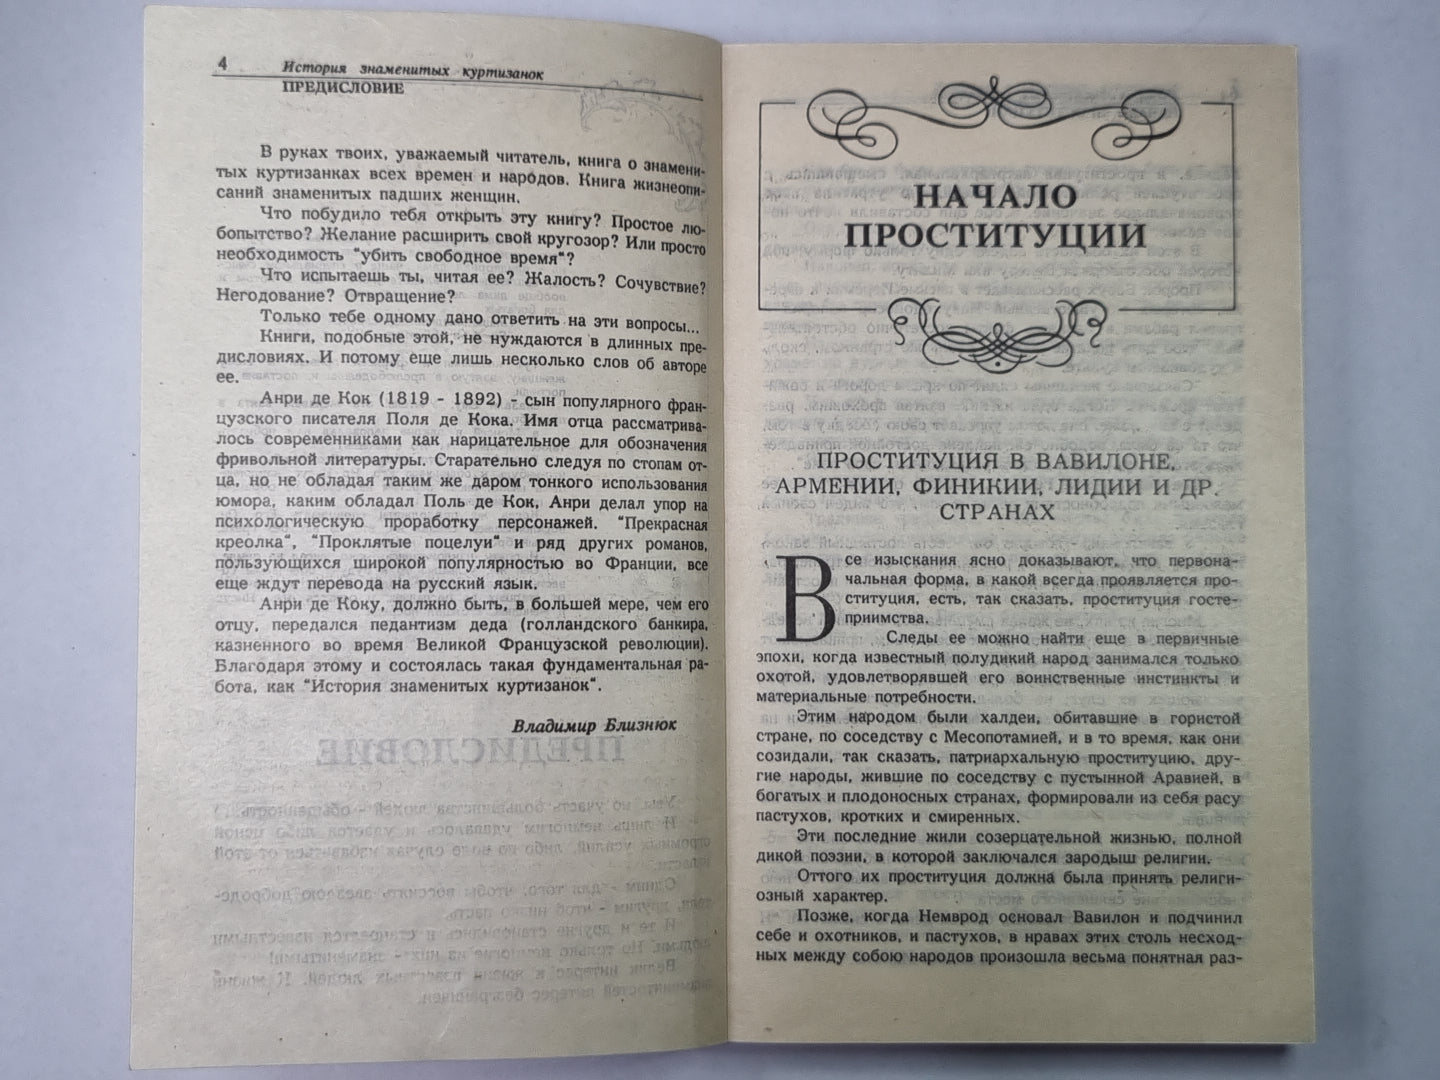 4 История знаменитых куртизанок
ПРЕДИСЛОВИЕ
В руках твоих, уважаемый читатель, книга о знамени-
тых куртизанках всех времен и народов. Книга жизнеопи-
саний знаменитых падших женщин.
Что побудило тебя открыть эту книгу? Простое лю-
бопытство? Желание расширить свой кругозор? Или просто
необходимость "убить свободное время"?
Что испытаешь ты, читая ее? Жалость? Сочувствие?
Негодование? Отвращение?
Только тебе одному дано ответить на эти вопросы...
Книги, подобные этой, не нуждаются в длинных пре-
дисловиях. И потому еще лишь несколько слов об авторе
ее.
Анри де Кок (1819 - 1892) - сын популярного фран-
цузского писателя Поля де Кока. Имя отца рассматрива-
лось современниками как нарицательное для обозначения
фривольной литературы. Старательно следуя по стопам от-
ца, но не обладая таким же даром тонкого использования
юмора, каким обладал Поль де Кок, Анри делал упор на
психологическую проработку персонажей. "Прекрасная
креолка", "Проклятые поцелуи" и ряд других романов,
пользующихся широкой популярностью во Франции, все
еще ждут перевода на русский язык.
Анри де Коку, должно быть, в большей мере, чем его
отцу, передался педантизм деда (голландского банкира,
казненного во время Великой Французской революции).
Благодаря этому и состоялась такая фундаментальная ра-
бота, как "История знаменитых куртизанок".
Владимир Близнюк
НАЧАЛО
ПРОСТИТУЦИИ
ПРОСТИТУЦИЯ В ВАВИЛОНЕ,
АРМЕНИИ, ФИНИКИИ, ЛИДИИ И ДР.
СТРАНАХ
Все изыскания ясно доказывают, что первона-
чальная форма, в какой всегда проявляется про-
ституция, есть, так сказать, проституция госте-
приимства.
Следы ее можно найти еще в первичные
эпохи, когда известный полудикий народ занимался только
охотой, удовлетворявшей его воинственные инстинкты и
материальные потребности.
Этим народом были халдеи, обитавшие в гористой
стране, по соседству с Месопотамией, и в то время, как они
созидали, так сказать, патриархальную проституцию, дру-
гие народы, жившие по соседству с пустынной Аравией, в
богатых и плодоносных странах, формировали из себя расу
пастухов, кротких и смиренных.
Эти последние жили созерцательной жизнью, полной
дикой поэзии, в которой заключался зародыш религии.
Оттого их проституция должна была принять религи-
озный характер.
Позже, когда Немврод основал Вавилон и подчинил
себе и охотников, и пастухов, в нравах этих столь несход-
ных между собою народов произошла весьма понятная раз-